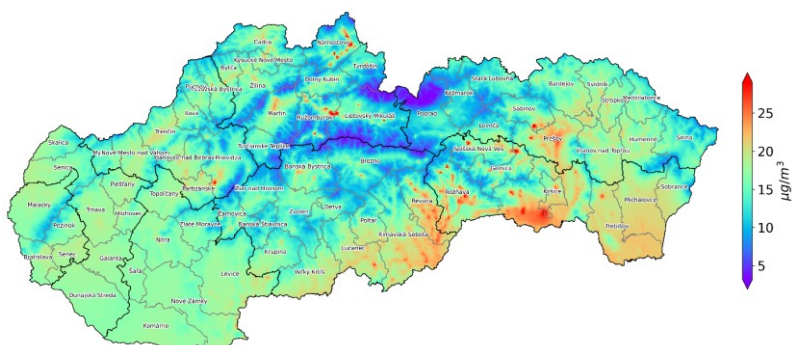 Čadca
Námestovo
Kysucké Nové Mesto
Tvrdošín
Bytča
Dolný Kubín
Stará Ľubovňa
Žilina
Kežmarok
Bardejov
Svidník
Stropkov
Medzilaborce
Ilava
Martin
Ružomberok
Liptovský Mikuláš
Poprad
Sabinov
Levoča
Prešov
Humenné
Snina
Trenčín
Skalica
Turčianske Teplice
Vranov nad Topľou
Senica
Nové Mesto nad Váhom
Bánovce nad Bebravou
Prievidza
Spišská Nová Ves
Banská Bystrica
Brezno
Gelnica
Sobrance
Piešťany
Topoľčany
Partizánske
Žiar nad Hronom
Rožňava
Košice
Michalovce
Malacky
Trnava
Hlohovec
Žarnovica
Zvolen
Detva
Revúca
Pezinok
Zlaté Moravce
Banská Štiavnica
Poltár
Trebišov
Nitra
Rimavská Sobota
Bratislava
Senec
Galanta
Krupina
Lučenec
Šaľa
Levice
Veľký Krtíš
Dunajská Streda
Nové Zámky
Komárno
25
20
15
10
5
µg/m³